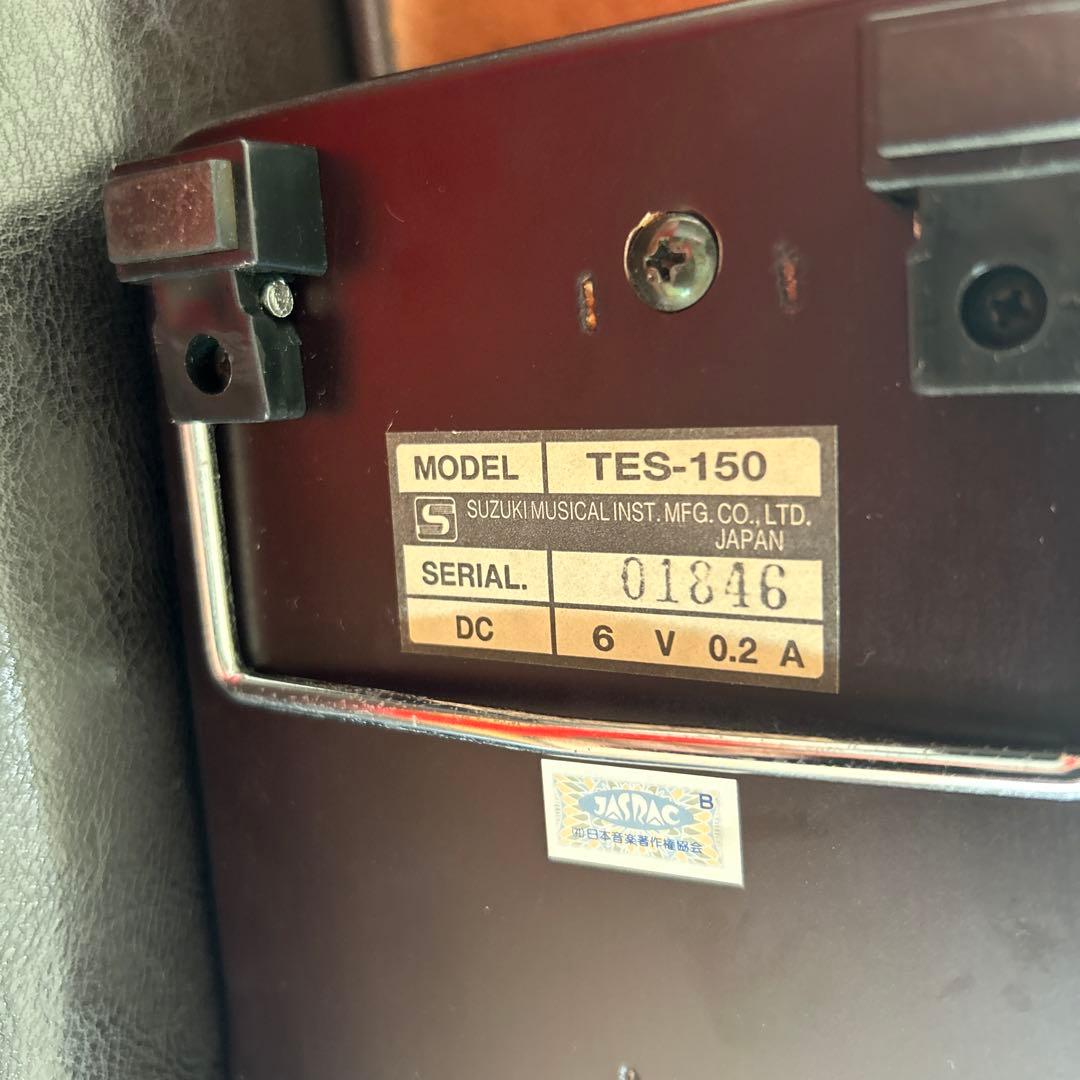 MODEL TES-150
S SUZUKI MUSICAL INST. MFG. CO., LTD.
JAPAN
SERIAL. 01846
DC 6 V 0.2 A
JASRAC B
㈳日本音楽著作権協会